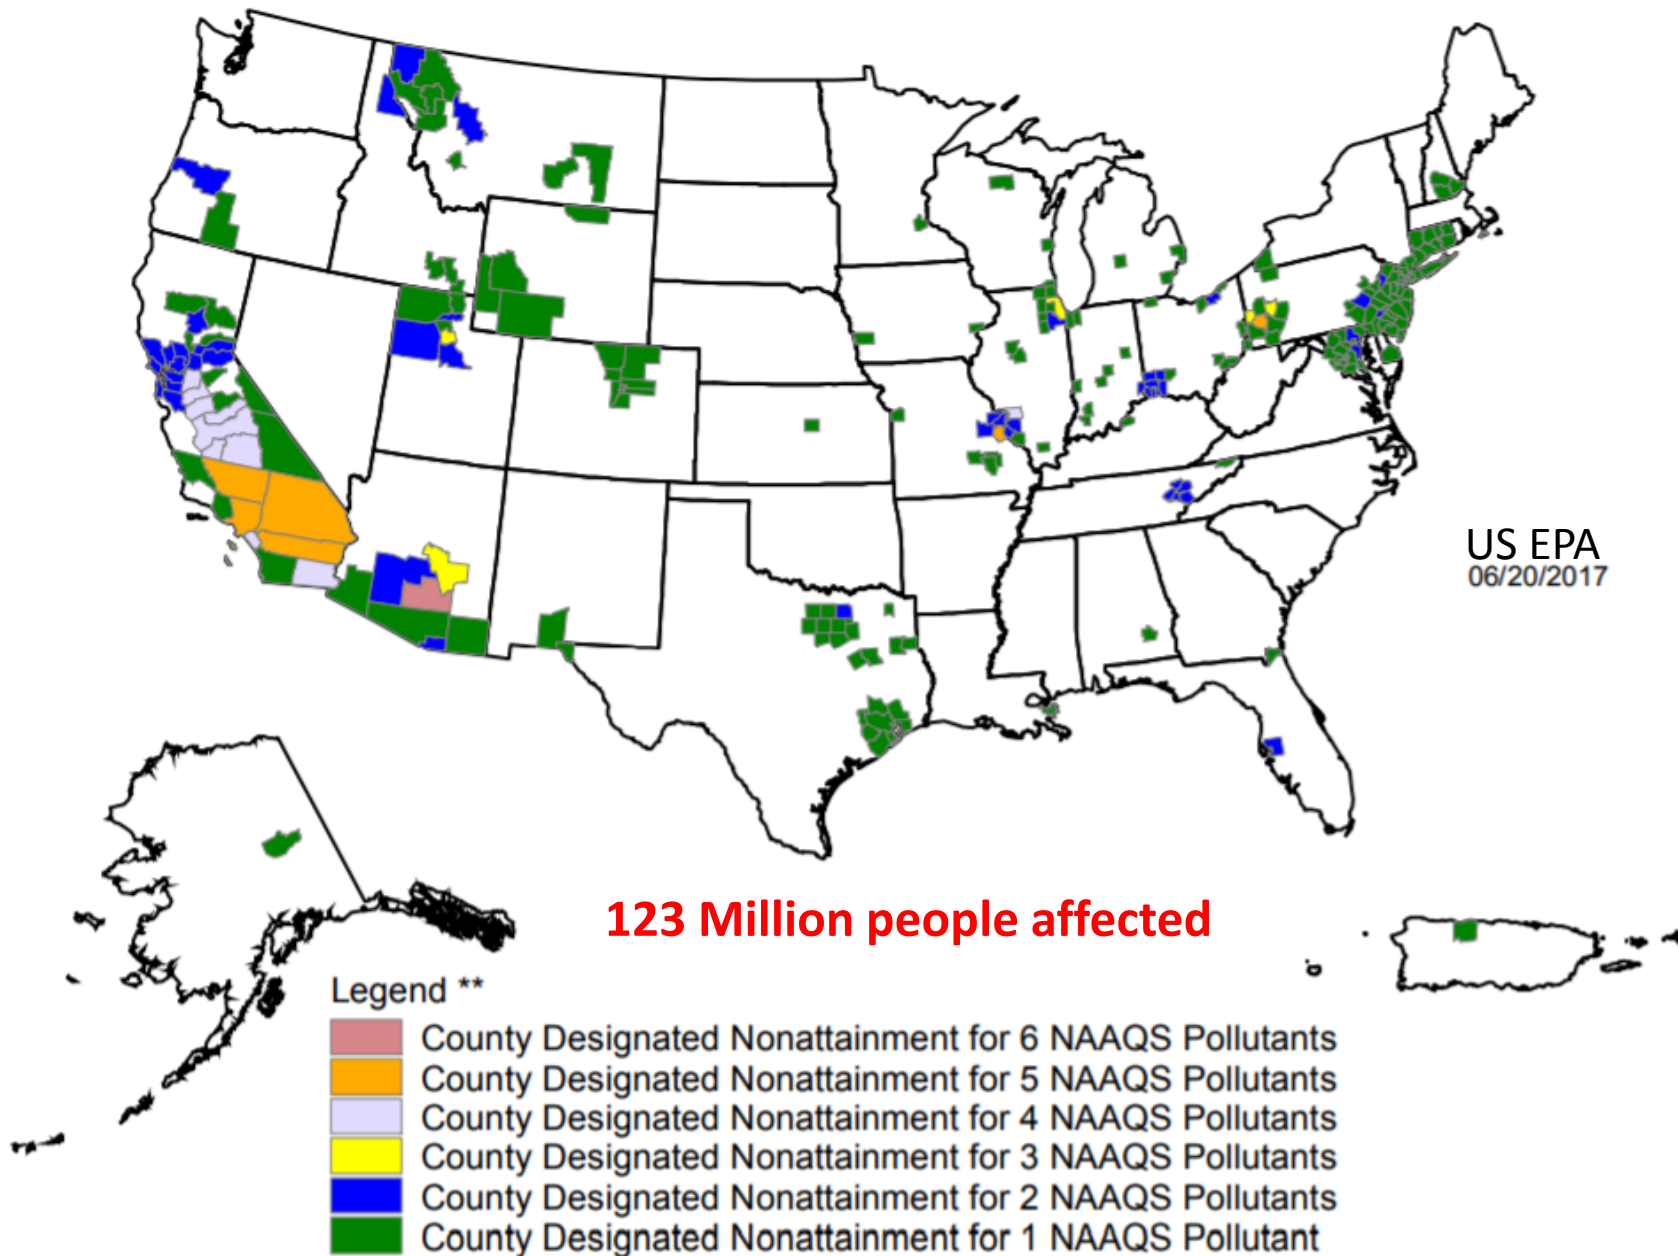 US EPA
06/20/2017
123 Million people affected
Legend **
County Designated Nonattainment for 6 NAAQS Pollutants
County Designated Nonattainment for 5 NAAQS Pollutants
County Designated Nonattainment for 4 NAAQS Pollutants
County Designated Nonattainment for 3 NAAQS Pollutants
County Designated Nonattainment for 2 NAAQS Pollutants
County Designated Nonattainment for 1 NAAQS Pollutant